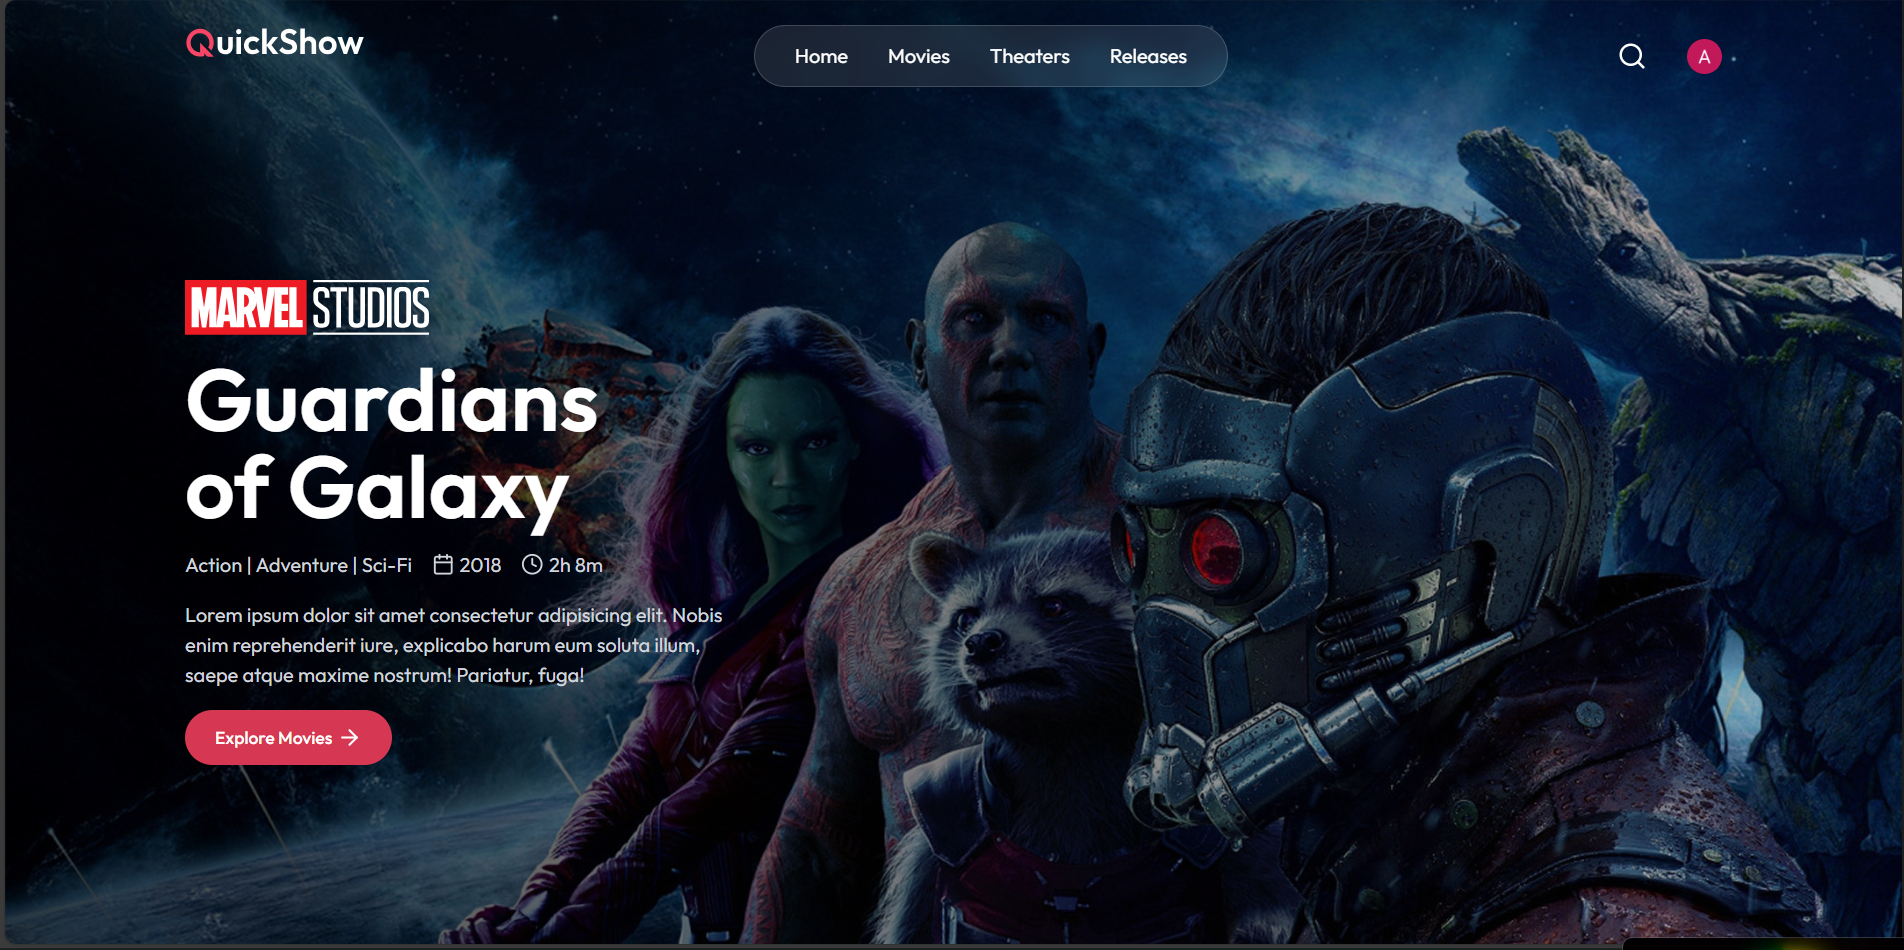 QuickShow
Home Movies Theaters Releases
A
MARVEL STUDIOS
Guardians
of Galaxy
Action | Adventure | Sci-Fi 2018 2h 8m
Lorem ipsum dolor sit amet consectetur adipisicing elit. Nobis
enim reprehenderit iure, explicabo harum eum soluta illum,
saepe atque maxime nostrum! Pariatur, fuga!
Explore Movies →